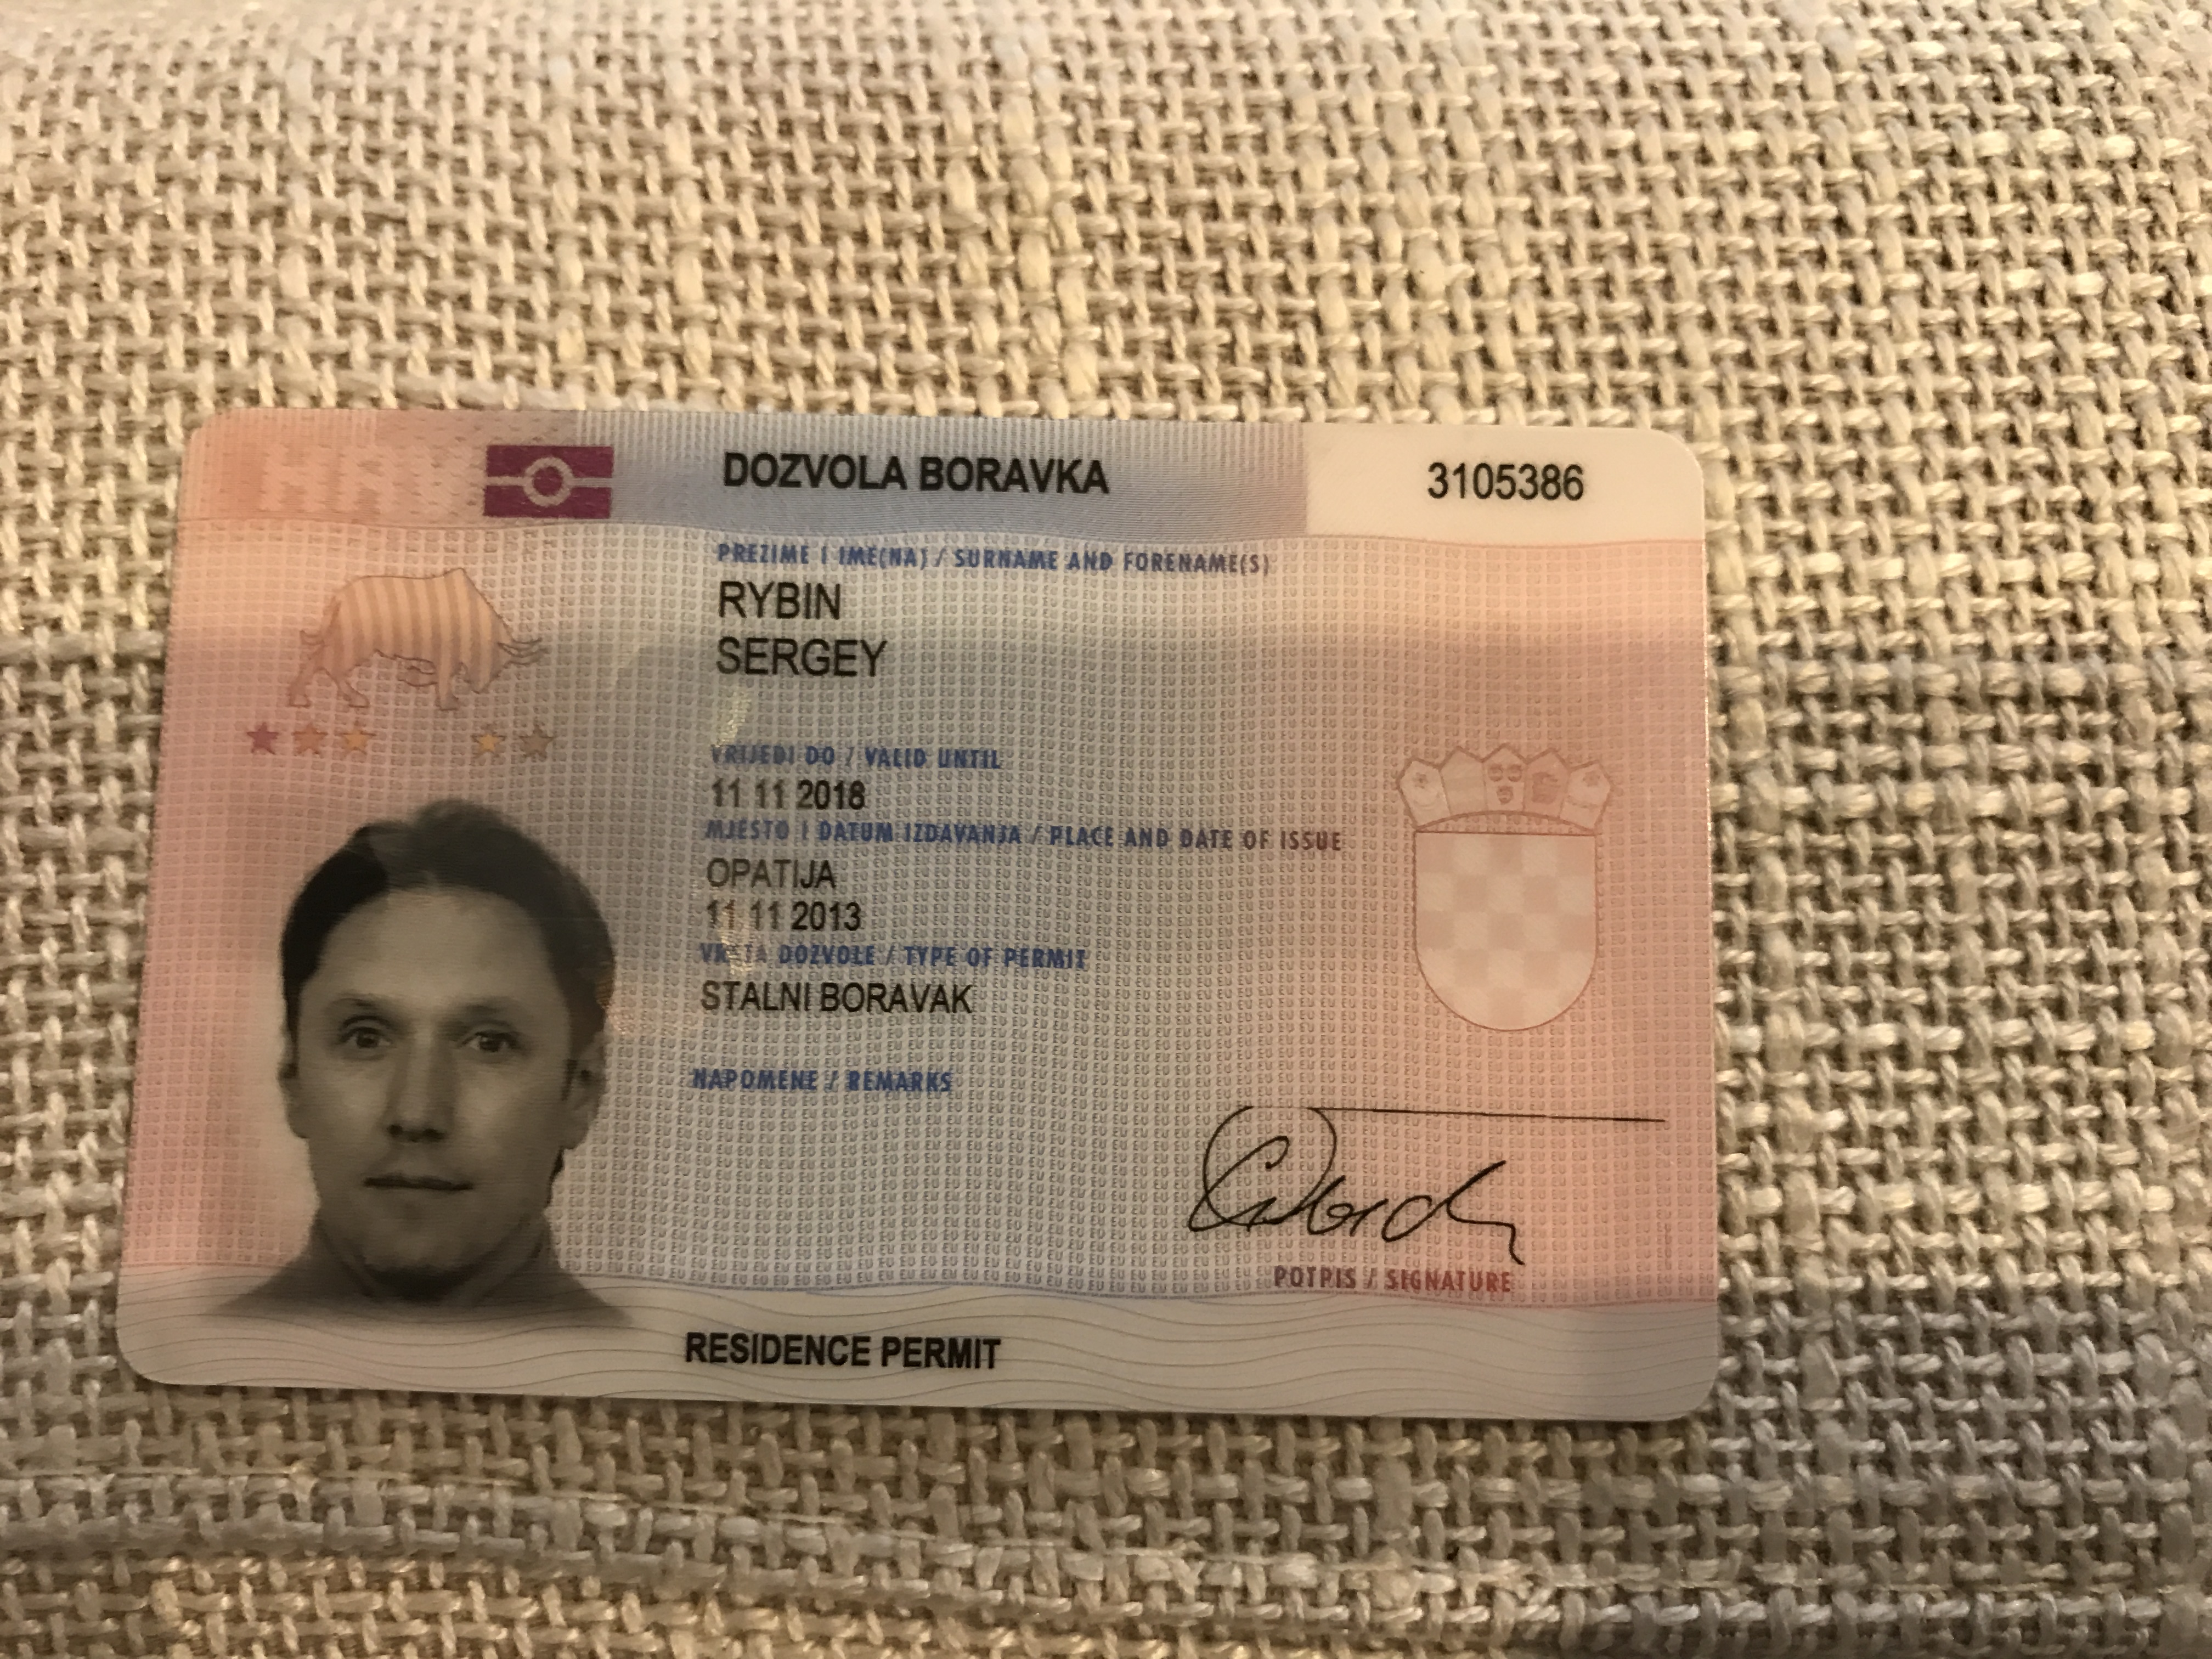 DOZVOLA BORAVKA
3105386
PREZIME I IME(NA) / SURNAME AND FORENAME(S)
RYBIN
SERGEY
VRIJEDI DO / VALID UNTIL
11 11 2018
MJESTO I DATUM IZDAVANJA / PLACE AND DATE OF ISSUE
OPATIJA
11 11 2013
VRSTA DOZVOLE / TYPE OF PERMIT
STALNI BORAVAK
NAPOMENE / REMARKS
POTPIS / SIGNATURE
RESIDENCE PERMIT